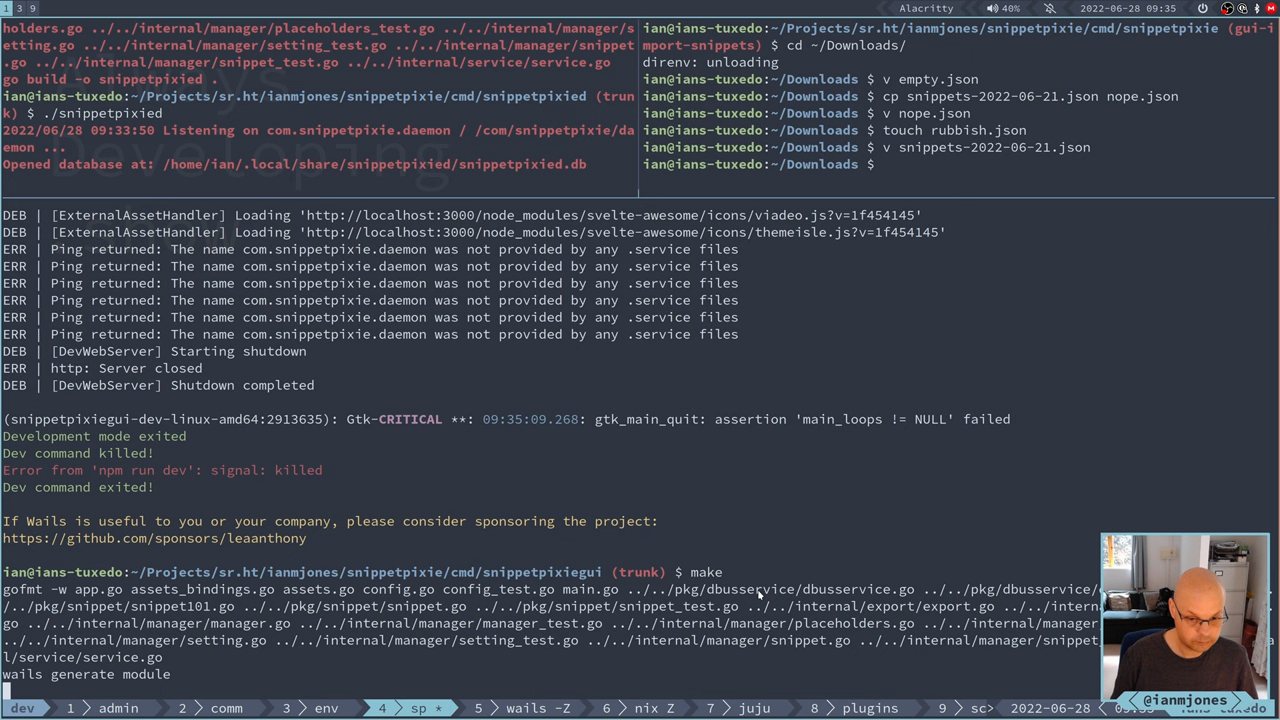 1 3 9 Alacritty 40% 2022-06-28 09:35
holders.go ../../internal/manager/placeholders_test.go ../../internal/manager/s
etting.go ../../internal/manager/setting_test.go ../../internal/manager/snippet
.go ../../internal/manager/snippet_test.go ../../internal/service/service.go
go build -o snippetpixied .
ian@ians-tuxedo:~/Projects/sr.ht/ianmjones/snippetpixie/cmd/snippetpixied (trun
k) $ ./snippetpixied
2022/06/28 09:33:50 Listening on com.snippetpixie.daemon / /com/snippetpixie/da
emon ...
Opened database at: /home/ian/.local/share/snippetpixied/snippetpixied.db
Developing
ian@ians-tuxedo:~/Projects/sr.ht/ianmjones/snippetpixie/cmd/snippetpixie (gui-i
mport-snippets) $ cd ~/Downloads/
direnv: unloading
ian@ians-tuxedo:~/Downloads $ v empty.json
ian@ians-tuxedo:~/Downloads $ cp snippets-2022-06-21.json nope.json
ian@ians-tuxedo:~/Downloads $ v nope.json
ian@ians-tuxedo:~/Downloads $ touch rubbish.json
ian@ians-tuxedo:~/Downloads $ v snippets-2022-06-21.json
ian@ians-tuxedo:~/Downloads $
DEB | [ExternalAssetHandler] Loading 'http://localhost:3000/node_modules/svelte-awesome/icons/viadeo.js?v=1f454145'
DEB | [ExternalAssetHandler] Loading 'http://localhost:3000/node_modules/svelte-awesome/icons/themeisle.js?v=1f454145'
ERR | Ping returned: The name com.snippetpixie.daemon was not provided by any .service files
ERR | Ping returned: The name com.snippetpixie.daemon was not provided by any .service files
ERR | Ping returned: The name com.snippetpixie.daemon was not provided by any .service files
ERR | Ping returned: The name com.snippetpixie.daemon was not provided by any .service files
ERR | Ping returned: The name com.snippetpixie.daemon was not provided by any .service files
ERR | Ping returned: The name com.snippetpixie.daemon was not provided by any .service files
DEB | [DevWebServer] Starting shutdown
ERR | http: Server closed
DEB | [DevWebServer] Shutdown completed
(snippetpixiegui-dev-linux-amd64:2913635): Gtk-CRITICAL **: 09:35:09.268: gtk_main_quit: assertion 'main_loops != NULL' failed
Development mode exited
Dev command killed!
Error from 'npm run dev': signal: killed
Dev command exited!
If Wails is useful to you or your company, please consider sponsoring the project:
https://github.com/sponsors/leaanthony
ian@ians-tuxedo:~/Projects/sr.ht/ianmjones/snippetpixie/cmd/snippetpixiegui (trunk) $ make
gofmt -w app.go assets_bindings.go assets.go config.go config_test.go main.go ../../pkg/dbusservice/dbusservice.go ../../pkg/dbusservice/
/../pkg/snippet/snippet101.go ../../pkg/snippet/snippet.go ../../pkg/snippet/snippet_test.go ../../internal/export/export.go ../../intern
go ../../internal/manager/manager.go ../../internal/manager/manager_test.go ../../internal/manager/placeholders.go ../../internal/manager
../../internal/manager/setting.go ../../internal/manager/setting_test.go ../../internal/manager/snippet.go ../../internal/manager/snippet
l/service/service.go
wails generate module
@ianmjones
dev 1 admin 2 comm 3 env 4 sp * 5 wails -Z 6 nix Z 7 juju 8 plugins 9 sc> 2022-06-28